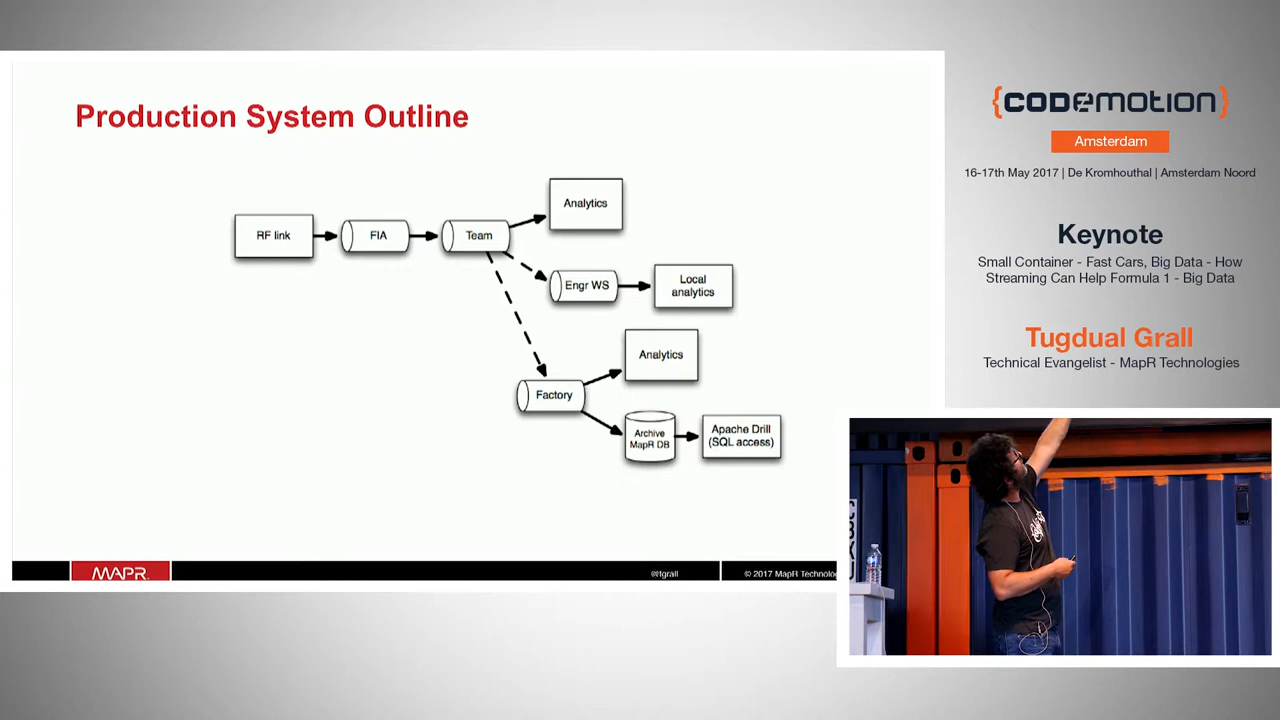 Production System Outline
Analytics
RF link
FIA
Team
Engr WS
Local
analytics
Analytics
Factory
Archive
MapR DB
Apache Drill
(SQL access)
MAPR
@tgrall
© 2017 MapR Technolo
{CODEMOTION}
Amsterdam
16-17th May 2017 | De Kromhouthal | Amsterdam Noord
Keynote
Small Container - Fast Cars, Big Data - How
Streaming Can Help Formula 1 - Big Data
Tugdual Grall
Technical Evangelist - MapR Technologies